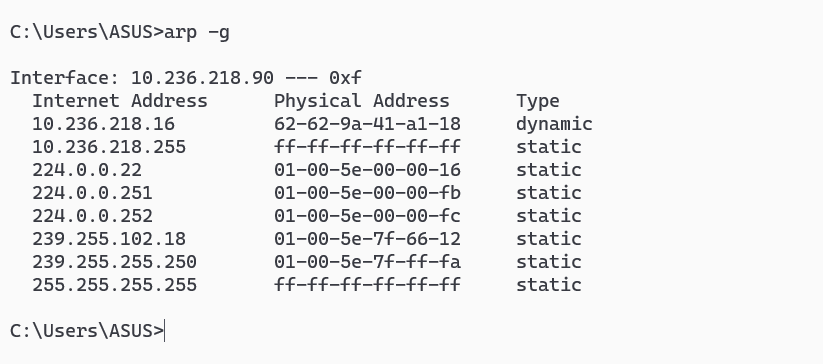 C:\Users\ASUS>arp -g
Interface: 10.236.218.90 --- 0xf
  Internet Address      Physical Address      Type
  10.236.218.16         62-62-9a-41-a1-18     dynamic
  10.236.218.255        ff-ff-ff-ff-ff-ff     static
  224.0.0.22            01-00-5e-00-00-16     static
  224.0.0.251           01-00-5e-00-00-fb     static
  224.0.0.252           01-00-5e-00-00-fc     static
  239.255.102.18        01-00-5e-7f-66-12     static
  239.255.255.250       01-00-5e-7f-ff-fa     static
  255.255.255.255       ff-ff-ff-ff-ff-ff     static
C:\Users\ASUS>